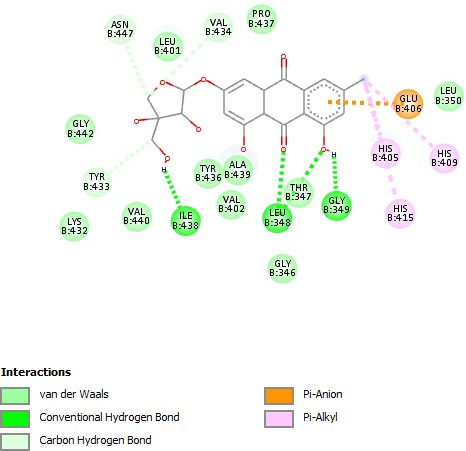 PRO
B:437
ASN
B:447
VAL
B:434
LEU
B:401
LEU
B:350
GLU
B:406
GLY
B:442
HIS
B:405
HIS
B:409
TYR
B:433
TYR
B:436
ALA
B:439
THR
B:347
VAL
B:402
GLY
B:349
LYS
B:432
VAL
B:440
ILE
B:438
LEU
B:348
HIS
B:415
GLY
B:346
O
O
O
O
O
O
O
O
O
O
H
H
Interactions
van der Waals
Conventional Hydrogen Bond
Carbon Hydrogen Bond
Pi-Anion
Pi-Alkyl